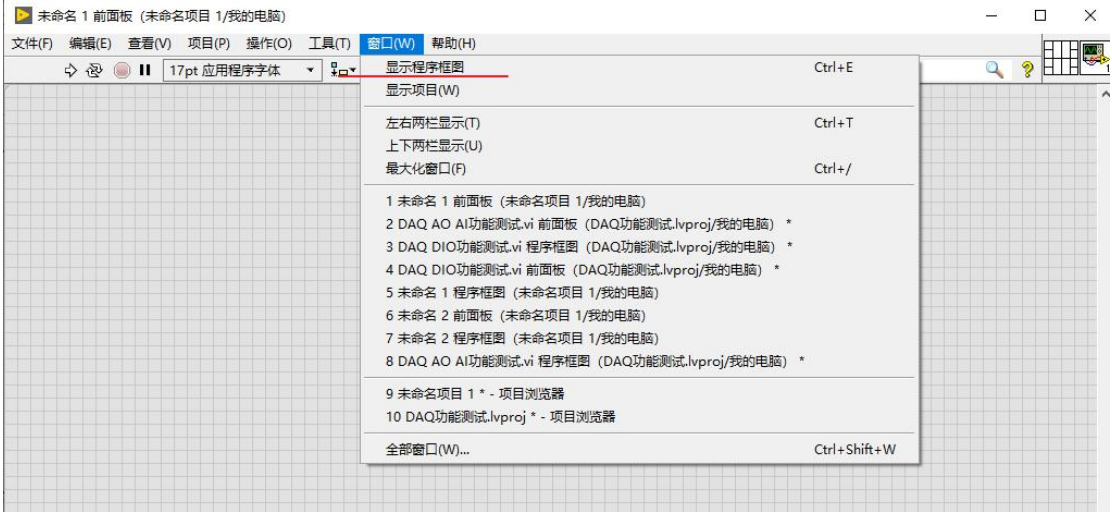 未命名 1 前面板 (未命名项目 1/我的电脑)
文件(F) 编辑(E) 查看(V) 项目(P) 操作(O) 工具(T) 窗口(W) 帮助(H)
17pt 应用程序字体
显示程序框图 Ctrl+E
显示项目(W)
左右两栏显示(T) Ctrl+T
上下两栏显示(U)
最大化窗口(F) Ctrl+/
1 未命名 1 前面板 (未命名项目 1/我的电脑)
2 DAQ AO AI功能测试.vi 前面板 (DAQ功能测试.lvproj/我的电脑) *
3 DAQ DIO功能测试.vi 程序框图 (DAQ功能测试.lvproj/我的电脑) *
4 DAQ DIO功能测试.vi 前面板 (DAQ功能测试.lvproj/我的电脑) *
5 未命名 1 程序框图 (未命名项目 1/我的电脑)
6 未命名 2 前面板 (未命名项目 1/我的电脑)
7 未命名 2 程序框图 (未命名项目 1/我的电脑)
8 DAQ AO AI功能测试.vi 程序框图 (DAQ功能测试.lvproj/我的电脑) *
9 未命名项目 1 * - 项目浏览器
10 DAQ功能测试.lvproj * - 项目浏览器
全部窗口(W)... Ctrl+Shift+W
1